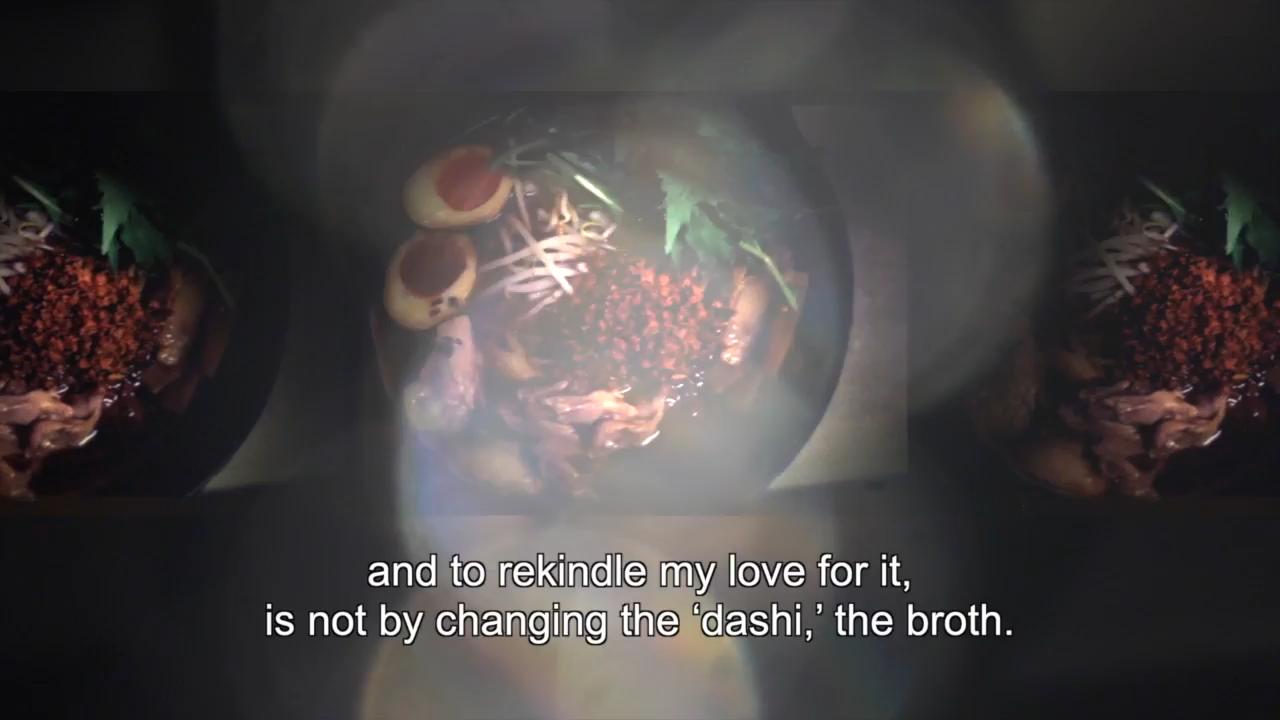 and to rekindle my love for it,
is not by changing the ‘dashi,’ the broth.